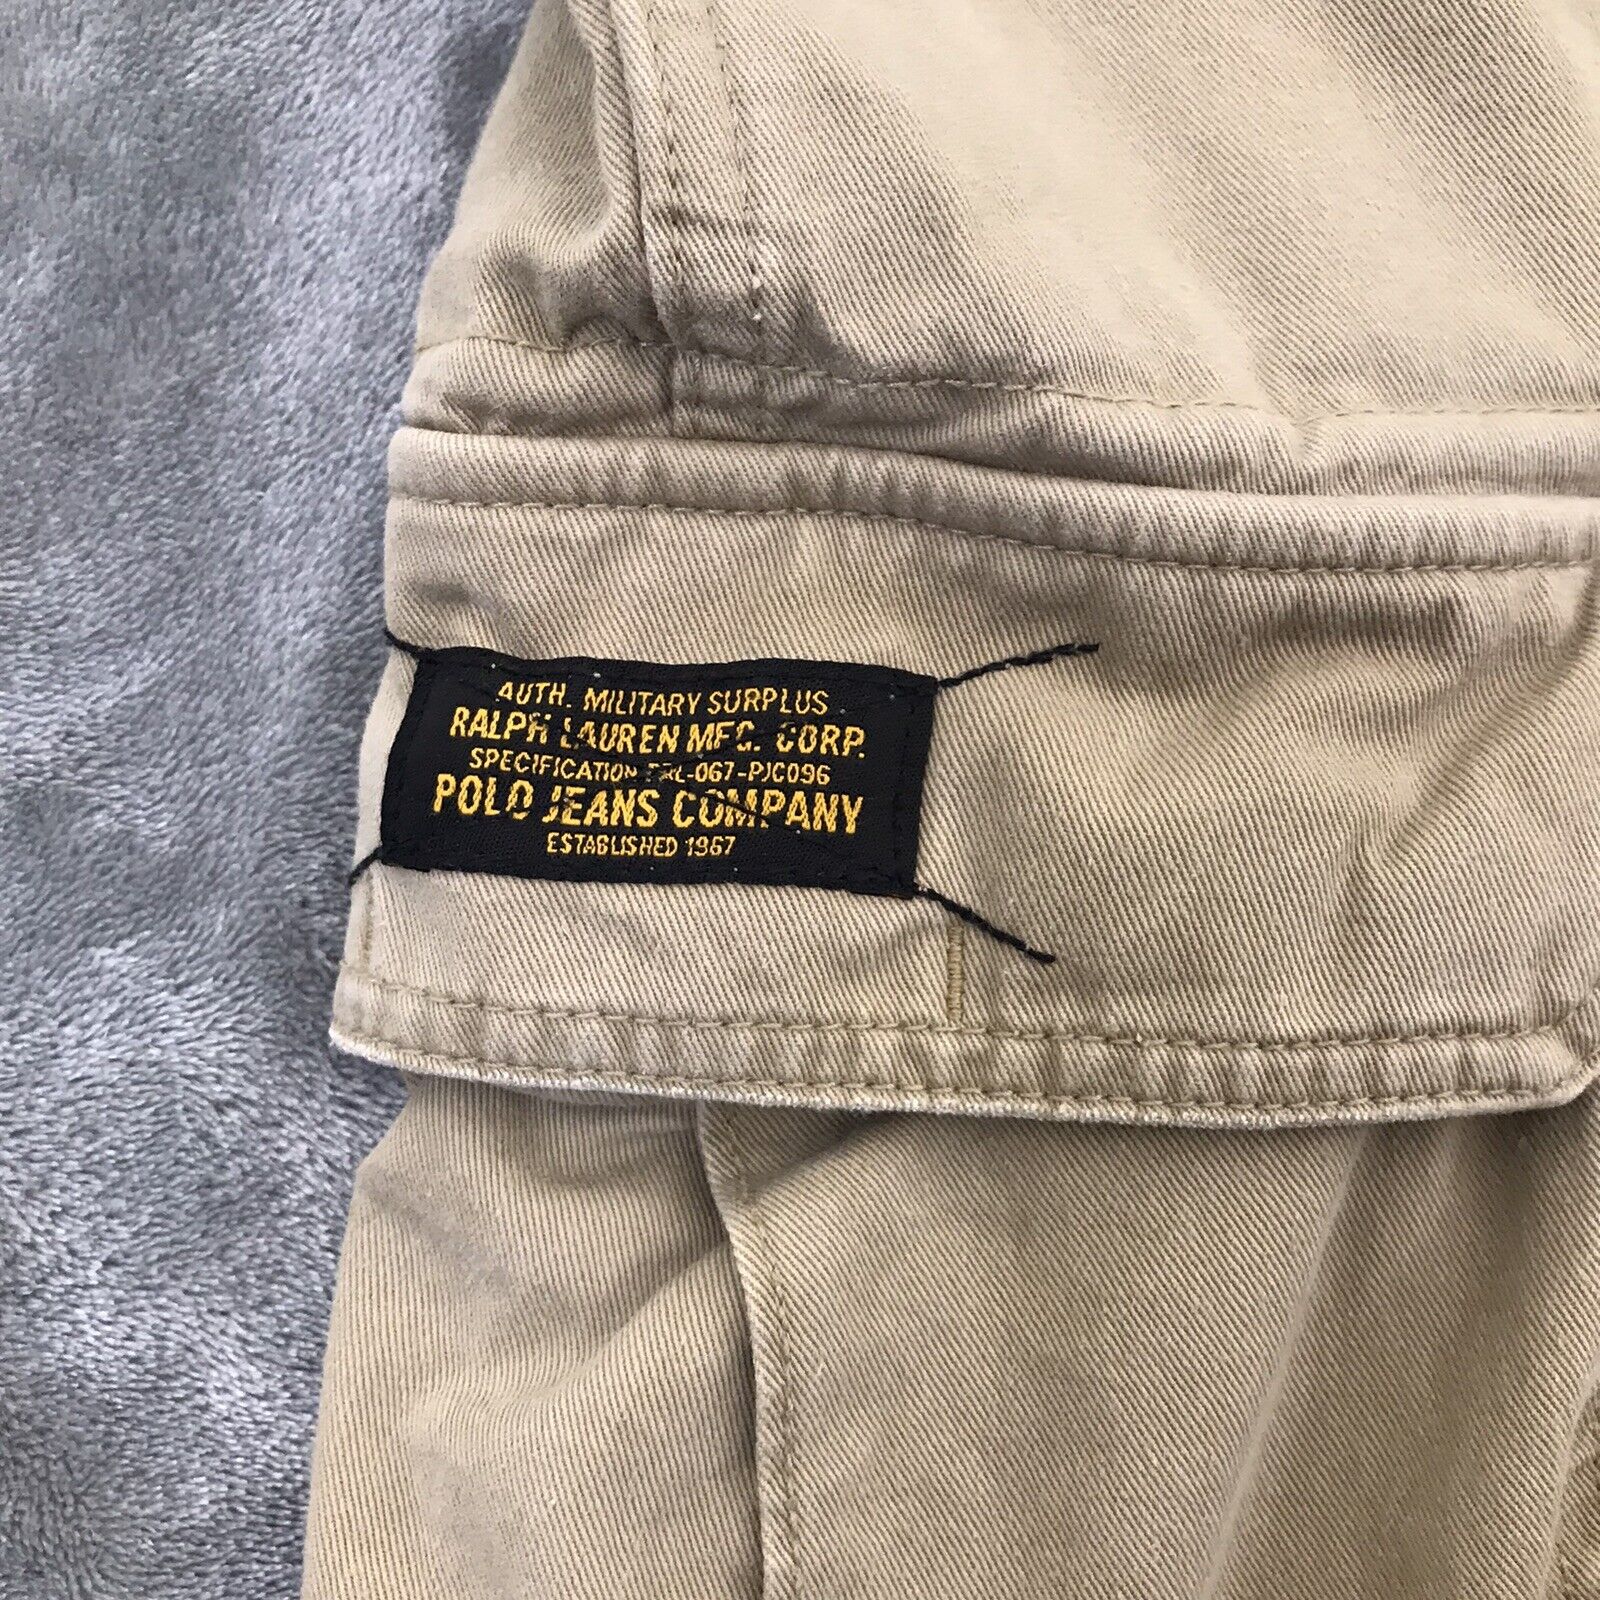 AUTH. MILITARY SURPLUS
RALPH LAUREN MFG. CORP.
SPECIFICATION PRL-067-PJC096
POLO JEANS COMPANY
ESTABLISHED 1967